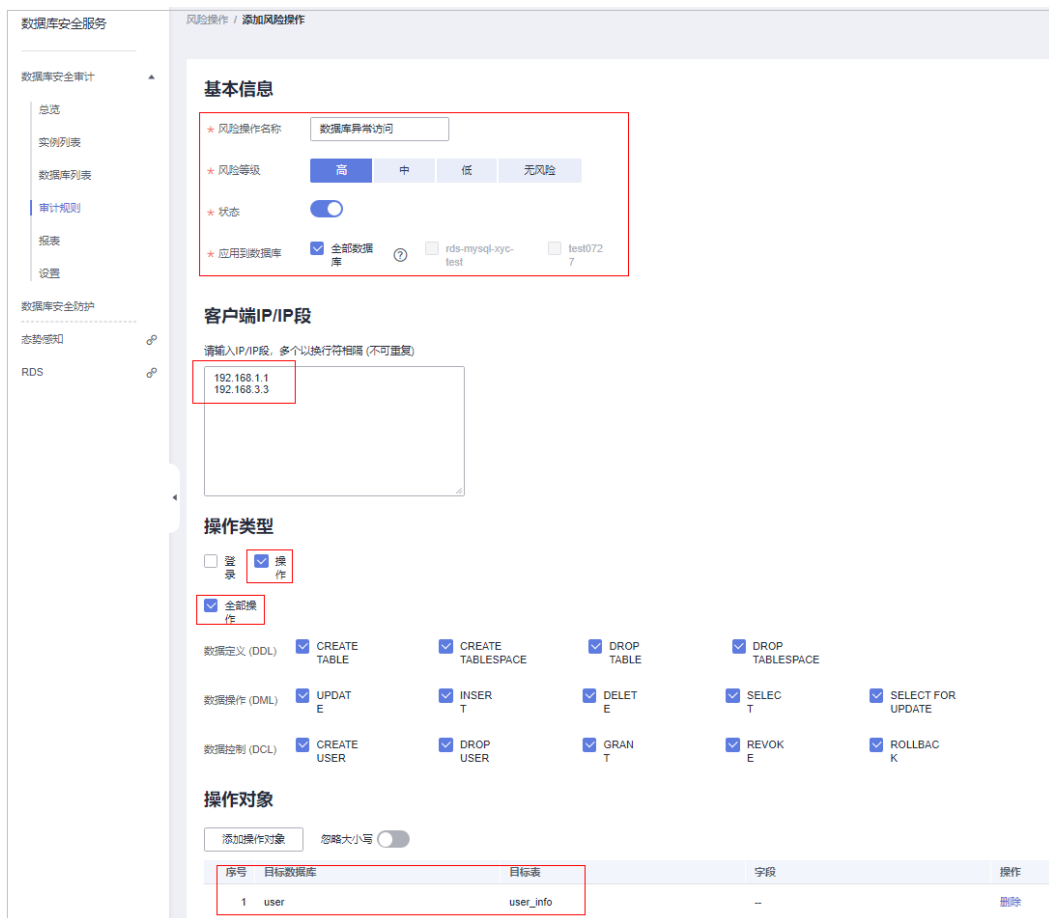 数据库安全服务
风险操作 / 添加风险操作
数据库安全审计
总览
实例列表
数据库列表
审计规则
报表
设置
数据库安全防护
态势感知
RDS
基本信息
* 风险操作名称 数据库异常访问
* 风险等级 高 中 低 无风险
* 状态
* 应用到数据库 全部数据库 ? rds-mysql-xyc-test test0727
客户端IP/IP段
请输入IP/IP段，多个以换行符相隔 (不可重复)
192.168.1.1
192.168.3.3
操作类型
登录 操作
全部操作
数据定义 (DDL) CREATE TABLE CREATE TABLESPACE DROP TABLE DROP TABLESPACE
数据操作 (DML) UPDATE INSERT DELETE SELECT SELECT FOR UPDATE
数据控制 (DCL) CREATE USER DROP USER GRANT REVOKE ROLLBACK
操作对象
添加操作对象 忽略大小写
序号 目标数据库 目标表 字段 操作
1 user user_info -- 删除